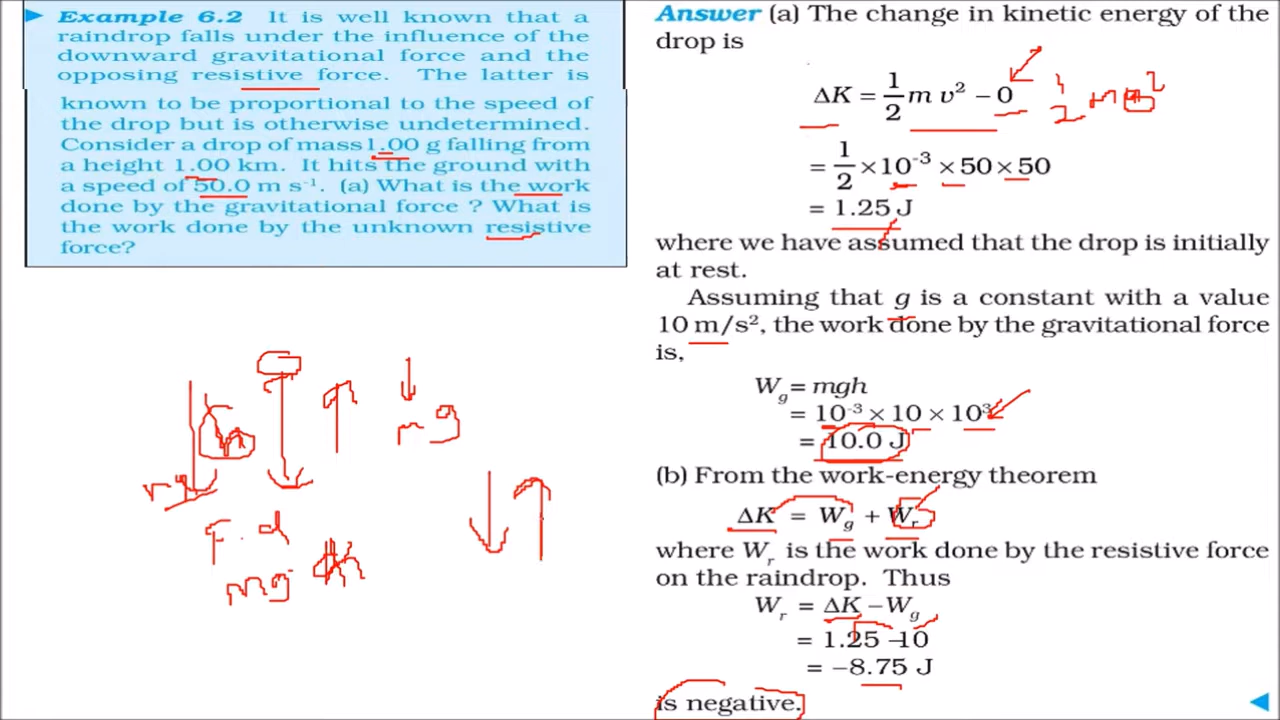 Example 6.2 It is well known that a
raindrop falls under the influence of the
downward gravitational force and the
opposing resistive force. The latter is
known to be proportional to the speed of
the drop but is otherwise undetermined.
Consider a drop of mass 1.00 g falling from
a height 1.00 km. It hits the ground with
a speed of 50.0 m s⁻¹. (a) What is the work
done by the gravitational force ? What is
the work done by the unknown resistive
force?
h
mg
F . d
mg h
Answer (a) The change in kinetic energy of the
drop is
ΔK = 1/2 m v² – 0
1/2 m
= 1/2 ×10⁻³ ×50 ×50
= 1.25 J
where we have assumed that the drop is initially
at rest.
Assuming that g is a constant with a value
10 m/s², the work done by the gravitational force
is,
W_g = mgh
= 10⁻³ ×10 ×10³
= 10.0 J
(b) From the work-energy theorem
ΔK = W_g + W_r
where W_r is the work done by the resistive force
on the raindrop. Thus
W_r = ΔK −W_g
= 1.25 −10
= −8.75 J
is negative.